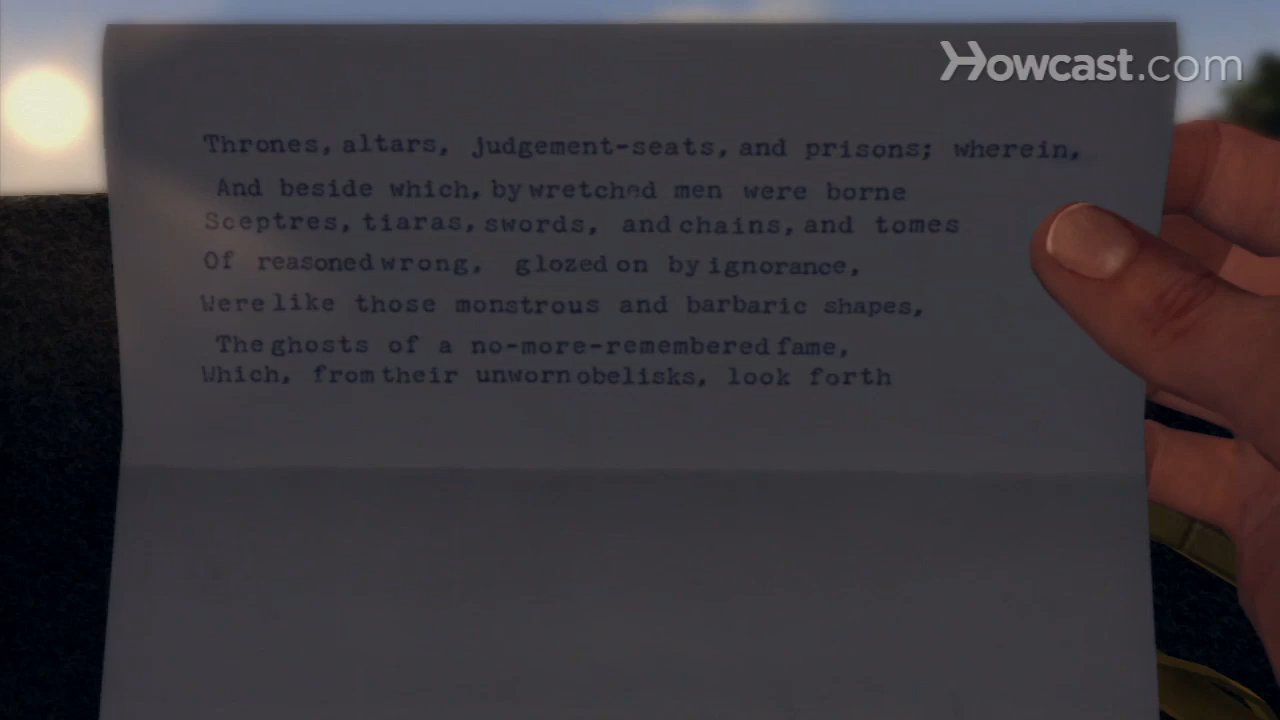 Howcast.com
Thrones, altars, judgement-seats, and prisons; wherein,
And beside which, by wretched men were borne
Sceptres, tiaras, swords, and chains, and tomes
Of reasoned wrong, glozed on by ignorance,
Were like those monstrous and barbaric shapes,
The ghosts of a no-more-remembered fame,
Which, from their unworn obelisks, look forth